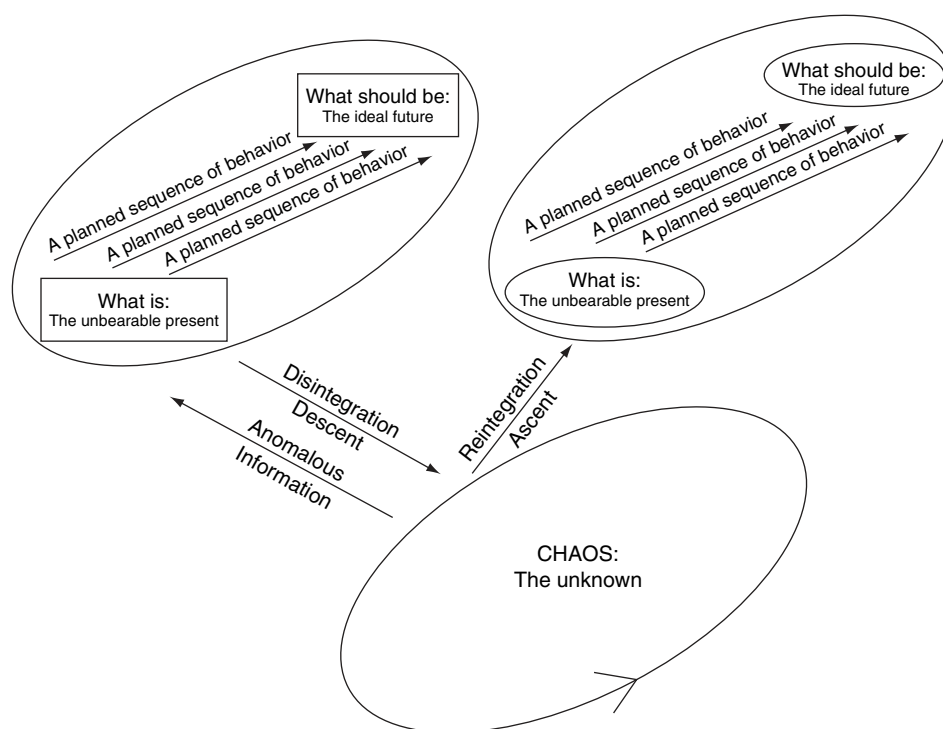 What should be:
The ideal future
A planned sequence of behavior
A planned sequence of behavior
A planned sequence of behavior
What is:
The unbearable present
What should be:
The ideal future
A planned sequence of behavior
A planned sequence of behavior
A planned sequence of behavior
What is:
The unbearable present
Disintegration
Descent
Anomalous
Information
Reintegration
Ascent
CHAOS:
The unknown